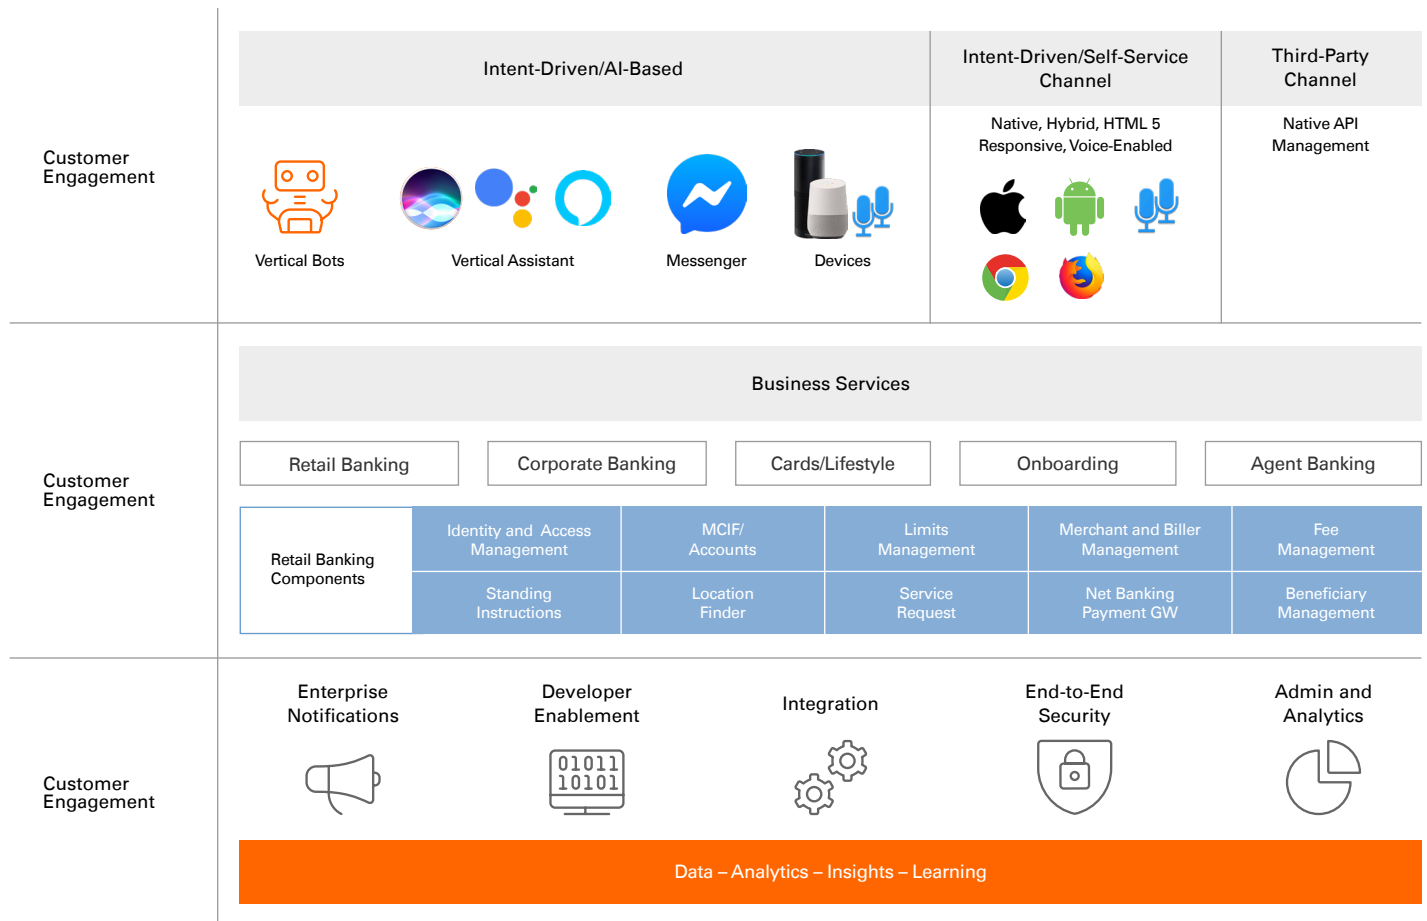 Intent-Driven/AI-Based
Intent-Driven/Self-Service
Channel
Third-Party
Channel
Customer
Engagement
Native, Hybrid, HTML 5
Responsive, Voice-Enabled
Native API
Management
Vertical Bots
Vertical Assistant
Messenger
Devices
Customer
Engagement
Business Services
Retail Banking
Corporate Banking
Cards/Lifestyle
Onboarding
Agent Banking
Retail Banking
Components
Identity and Access
Management
MCIF/
Accounts
Limits
Management
Merchant and Biller
Management
Fee
Management
Standing
Instructions
Location
Finder
Service
Request
Net Banking
Payment GW
Beneficiary
Management
Customer
Engagement
Enterprise
Notifications
Developer
Enablement
Integration
End-to-End
Security
Admin and
Analytics
01011
10101
Data – Analytics – Insights – Learning